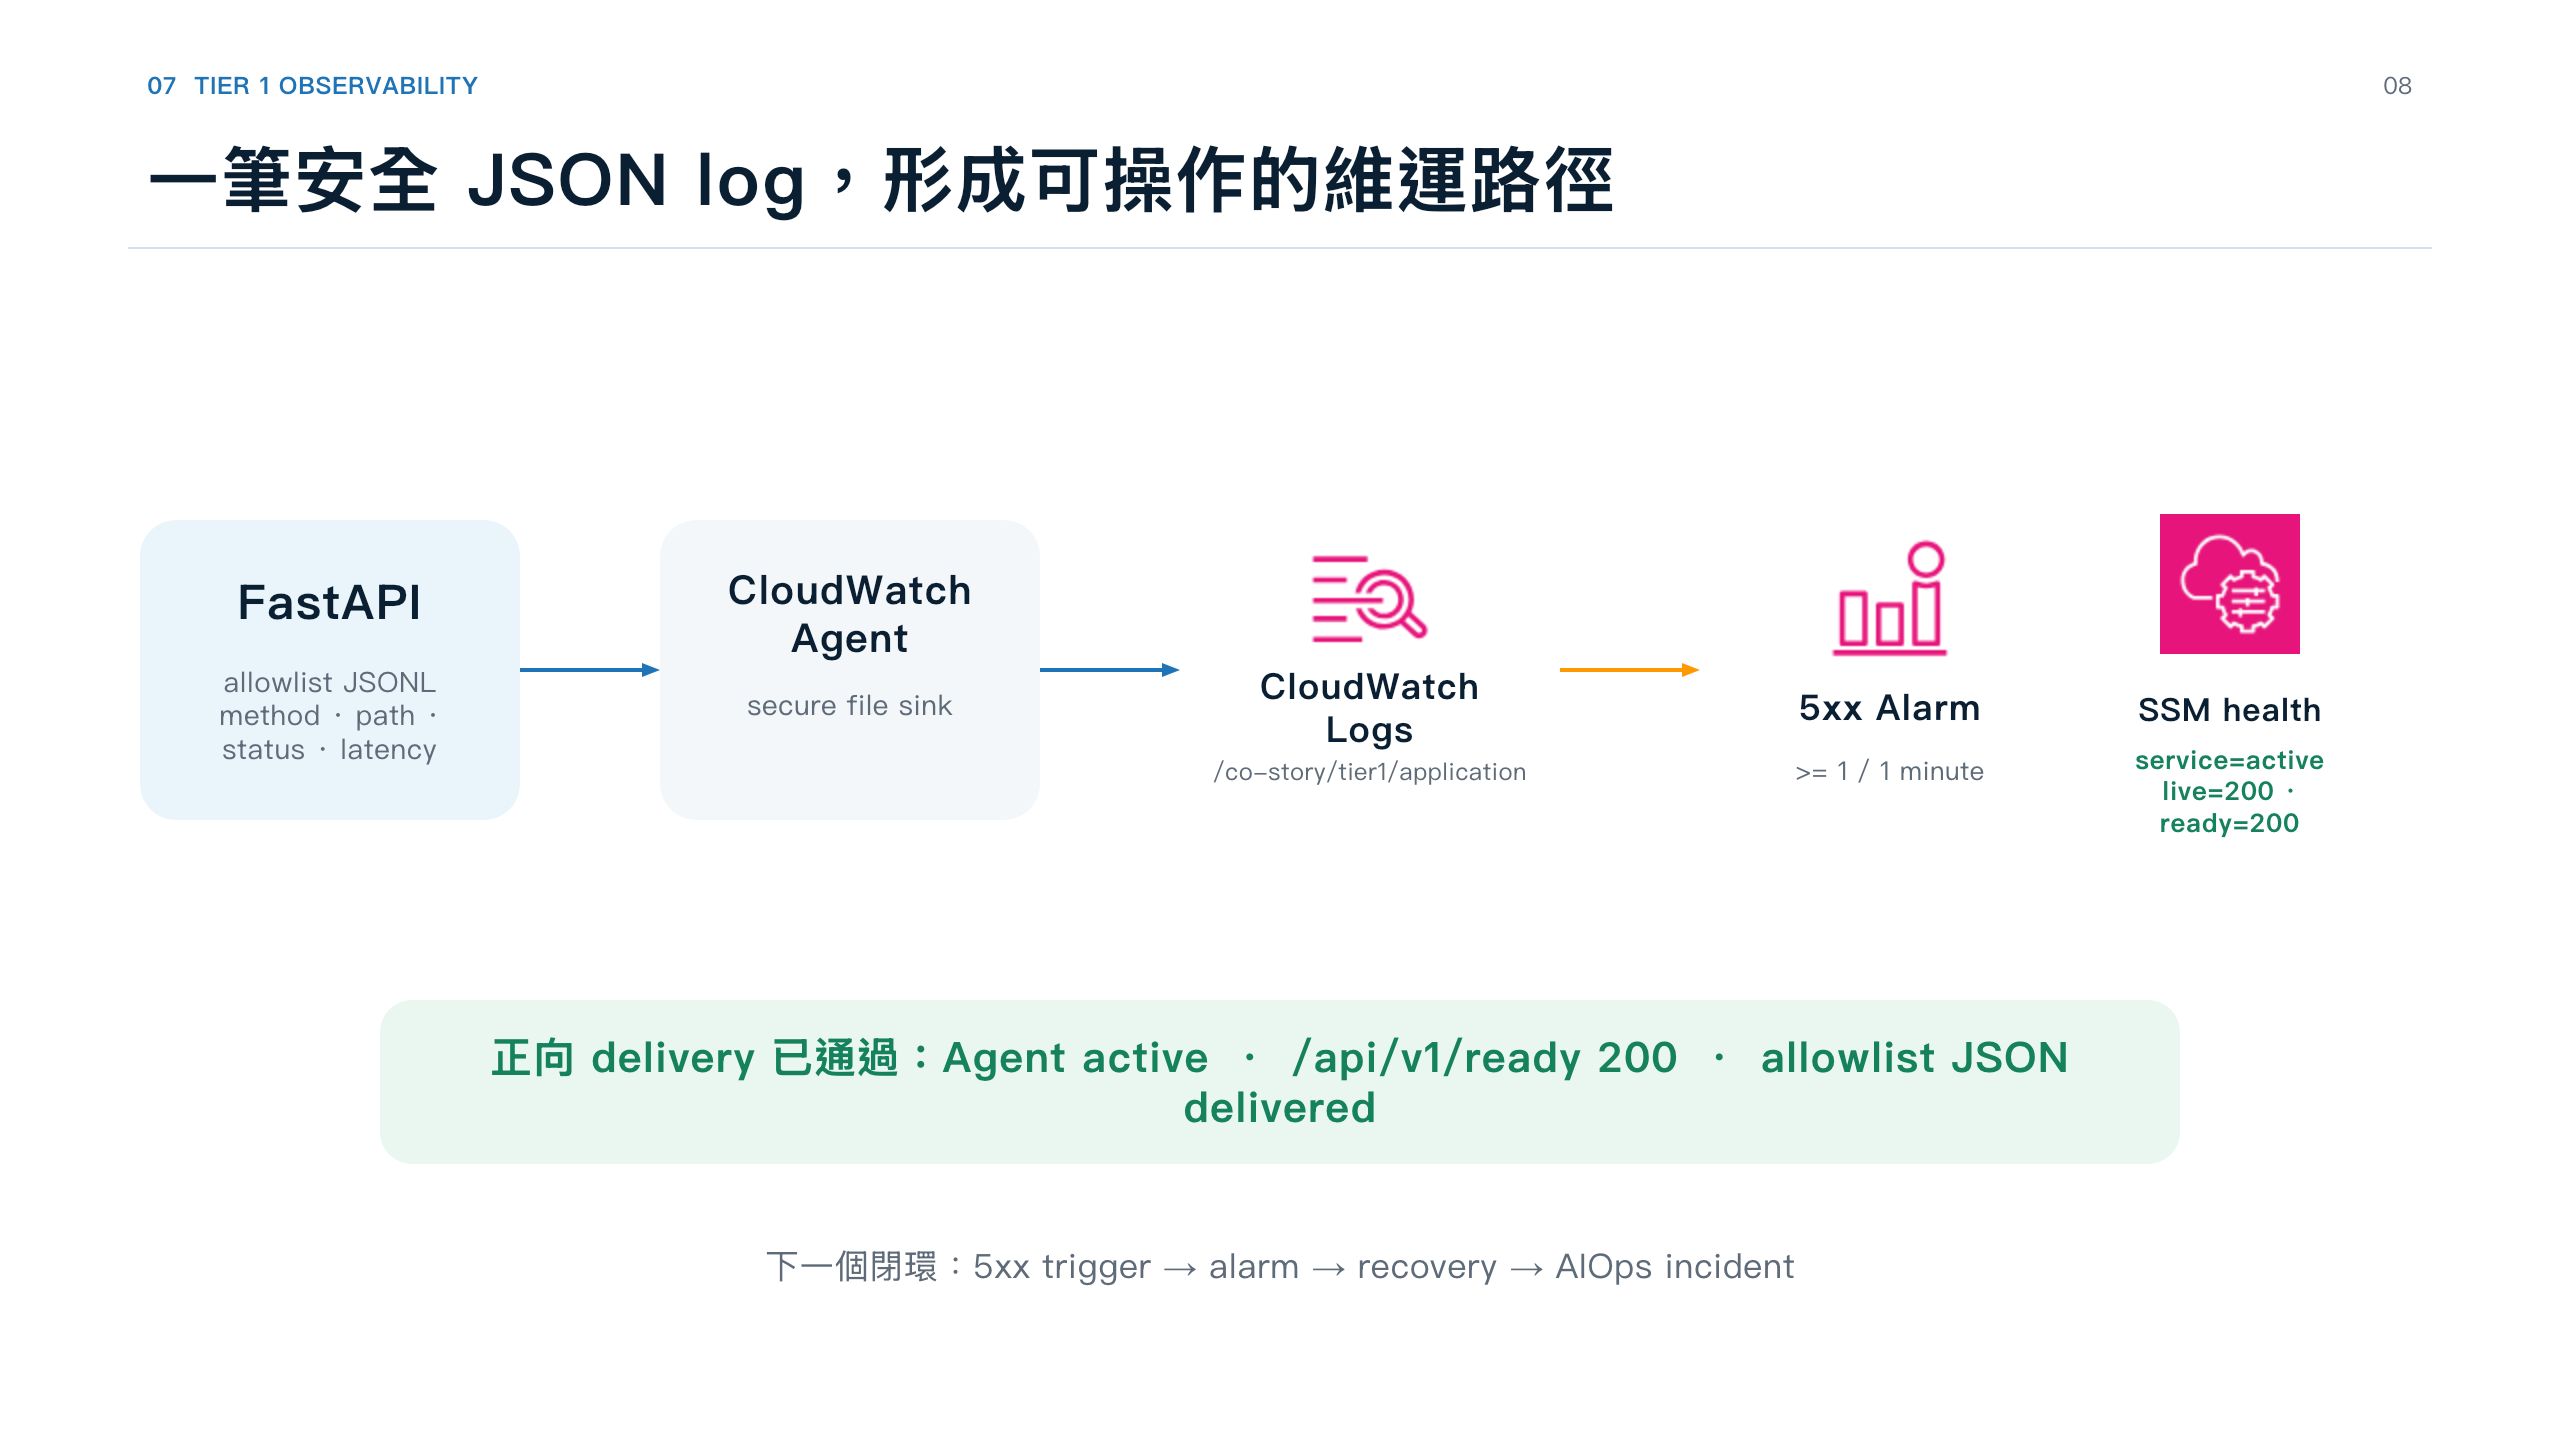 07 TIER 1 OBSERVABILITY
08
一筆安全 JSON log，形成可操作的維運路徑
FastAPI
allowlist JSONL
method · path ·
status · latency
CloudWatch
Agent
secure file sink
CloudWatch
Logs
/co-story/tier1/application
5xx Alarm
>= 1 / 1 minute
SSM health
service=active
live=200 ·
ready=200
正向 delivery 已通過：Agent active · /api/v1/ready 200 · allowlist JSON
delivered
下一個閉環：5xx trigger → alarm → recovery → AIOps incident